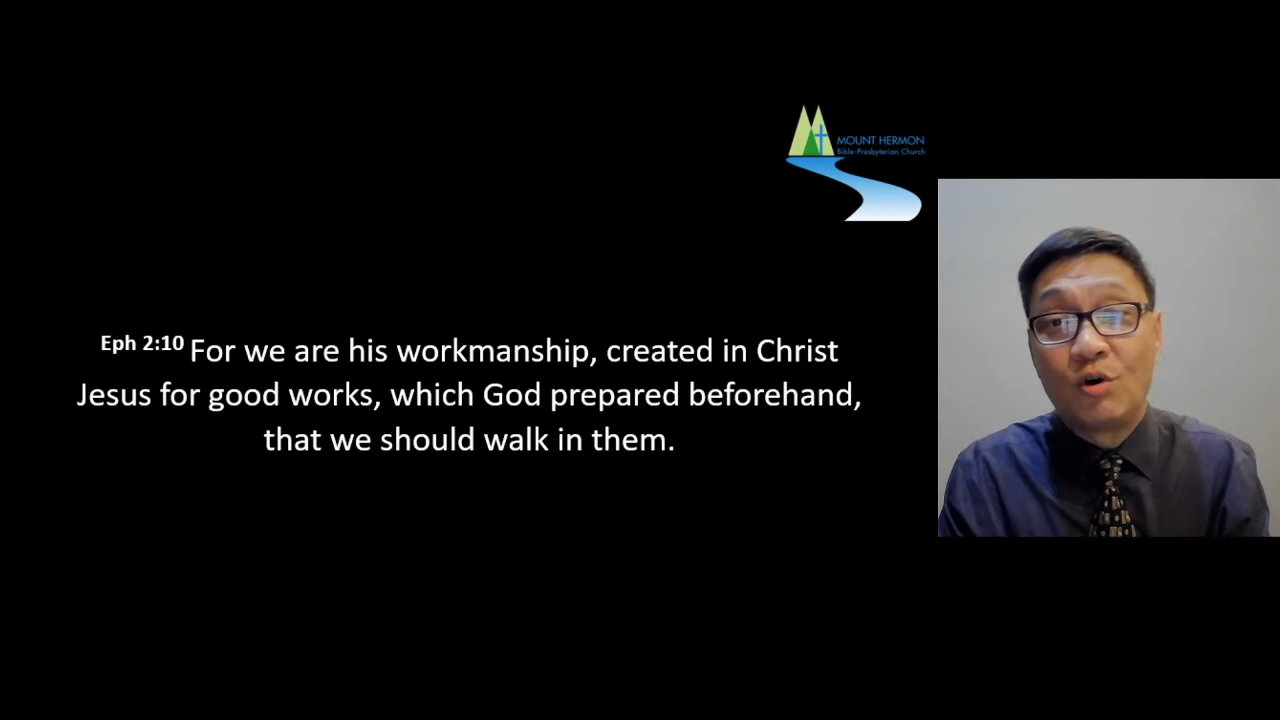 MOUNT HERMON
Bible-Presbyterian Church
Eph 2:10 For we are his workmanship, created in Christ
Jesus for good works, which God prepared beforehand,
that we should walk in them.